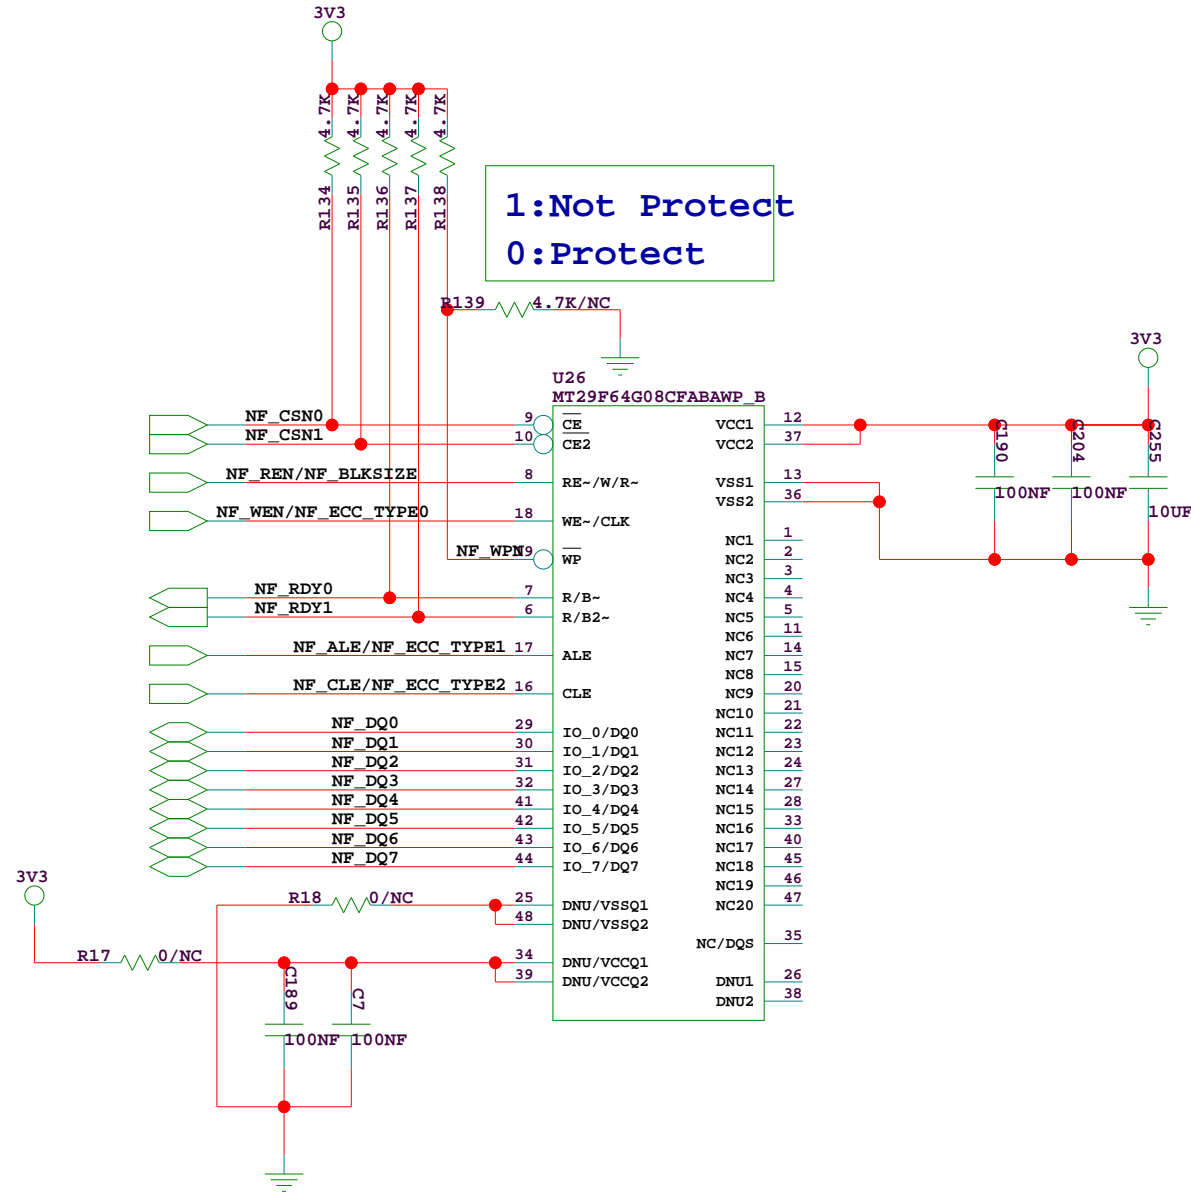 3V3
4.7K
4.7K
4.7K
4.7K
4.7K
R134
R135
R136
R137
R138
1:Not Protect
0:Protect
R139 4.7K/NC
3V3
U26
MT29F64G08CFABAWP_B
NF_CSN0 9 CE VCC1 12
NF_CSN1 10 CE2 VCC2 37
C190
C204
C255
NF_REN/NF_BLKSIZE 8 RE~/W/R~ VSS1 13
100NF 100NF
VSS2 36
10UF
NF_WEN/NF_ECC_TYPE0 18 WE~/CLK
NC1 1
NF_WPN 19 WP NC2 2
NC3 3
NF_RDY0 7 R/B~ NC4 4
NF_RDY1 6 R/B2~ NC5 5
NC6 11
NF_ALE/NF_ECC_TYPE1 17 ALE NC7 14
NC8 15
NF_CLE/NF_ECC_TYPE2 16 CLE NC9 20
NC10 21
NF_DQ0 29 IO_0/DQ0 NC11 22
NF_DQ1 30 IO_1/DQ1 NC12 23
NF_DQ2 31 IO_2/DQ2 NC13 24
NF_DQ3 32 IO_3/DQ3 NC14 27
NF_DQ4 41 IO_4/DQ4 NC15 28
NF_DQ5 42 IO_5/DQ5 NC16 33
NF_DQ6 43 IO_6/DQ6 NC17 40
NF_DQ7 44 IO_7/DQ7 NC18 45
3V3
NC19 46
R18 0/NC 25 DNU/VSSQ1 NC20 47
48 DNU/VSSQ2
NC/DQS 35
R17 0/NC 34 DNU/VCCQ1
39 DNU/VCCQ2 DNU1 26
DNU2 38
C189
C7
100NF 100NF